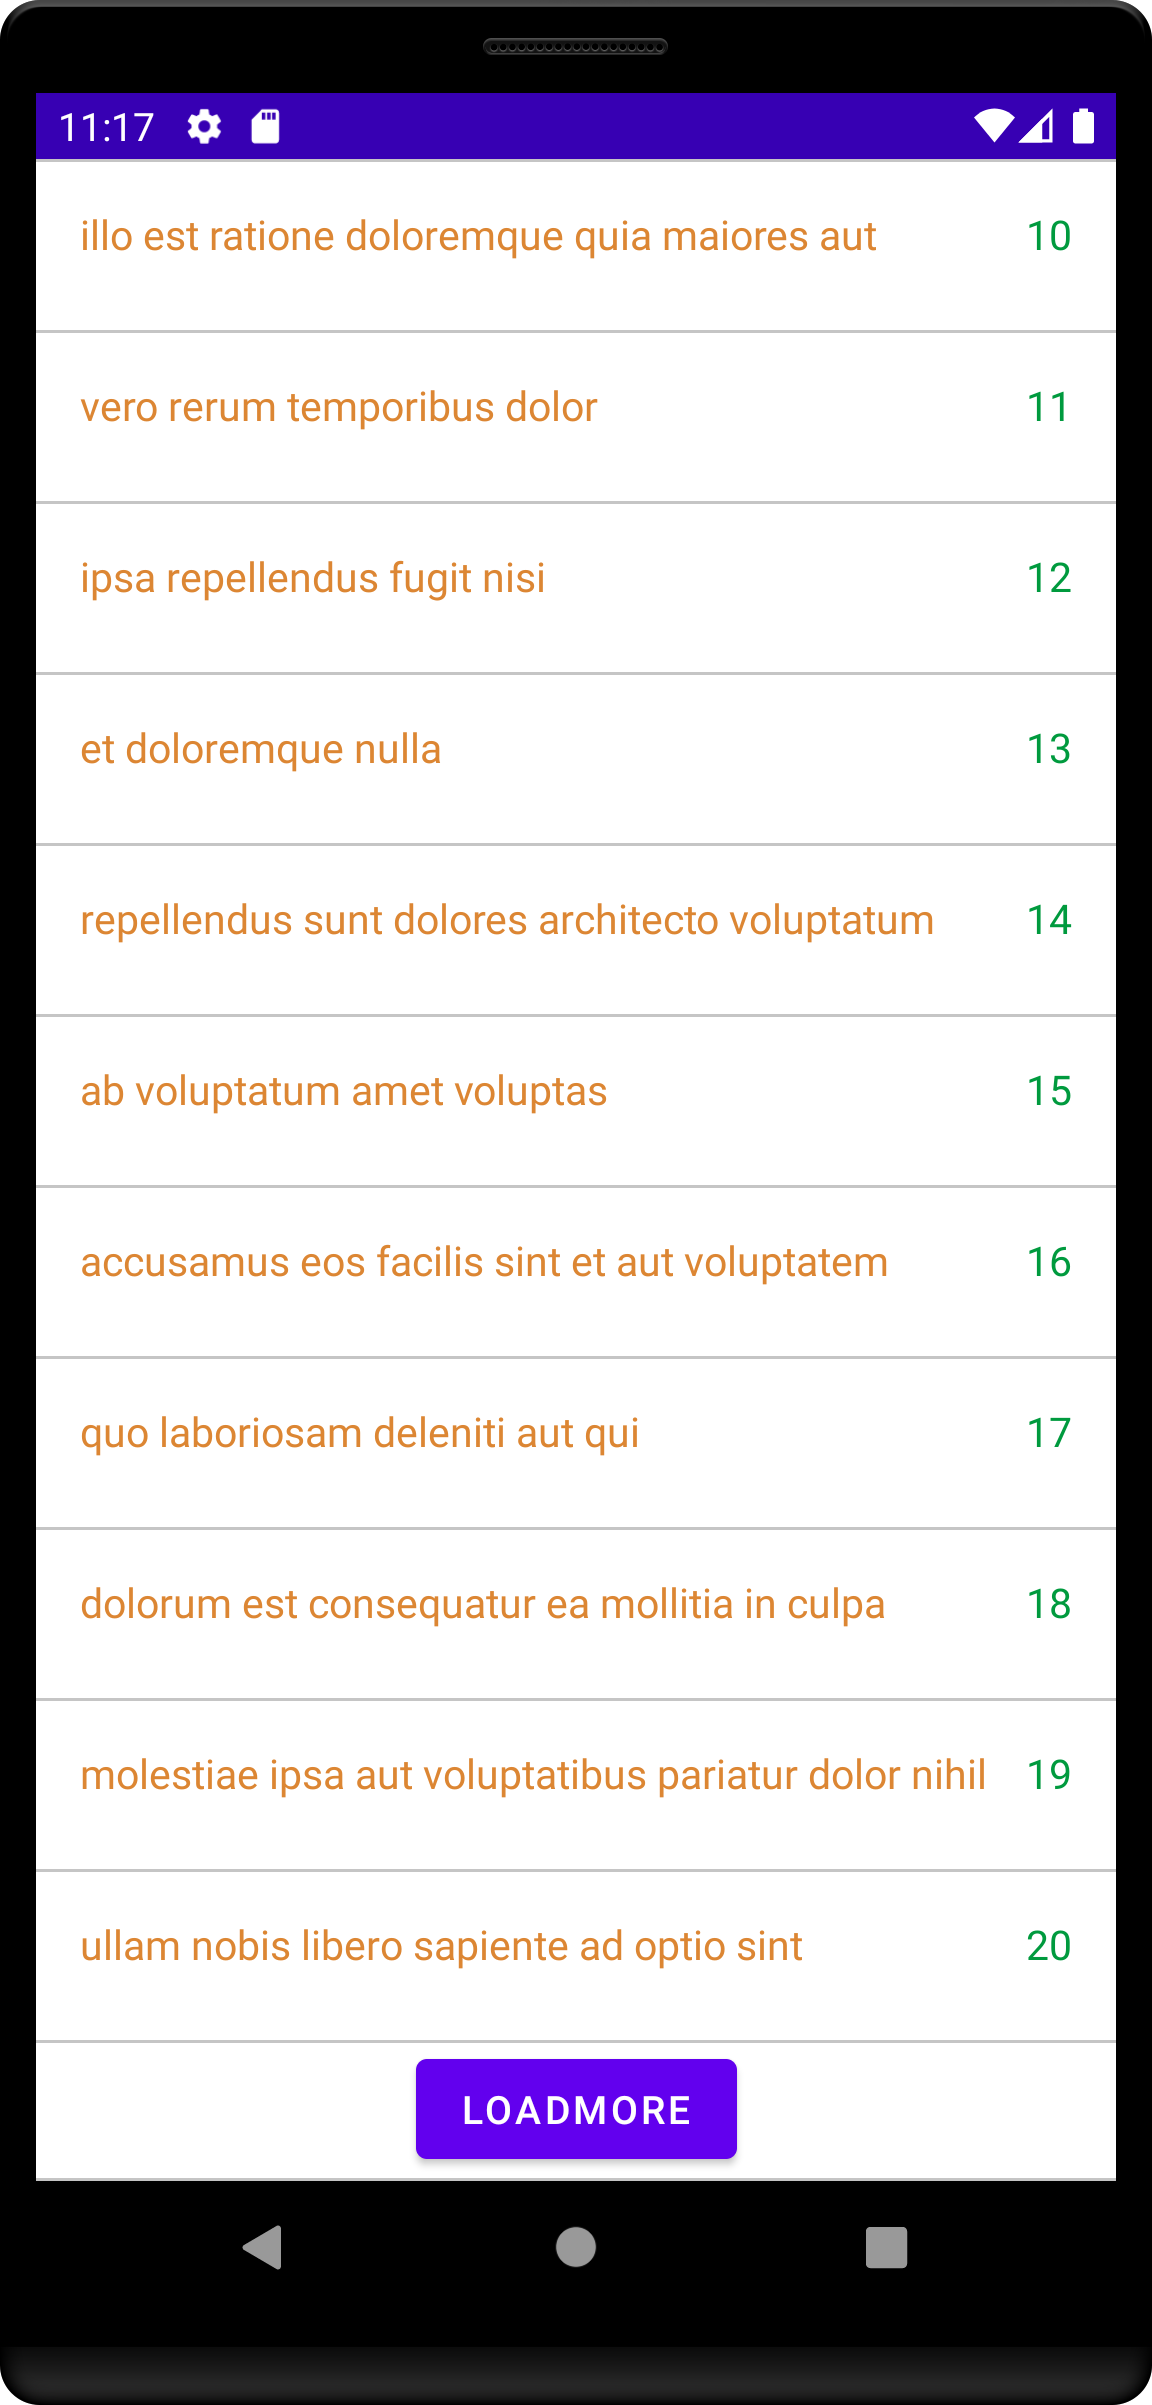 11:17
illo est ratione doloremque quia maiores aut 10
vero rerum temporibus dolor 11
ipsa repellendus fugit nisi 12
et doloremque nulla 13
repellendus sunt dolores architecto voluptatum 14
ab voluptatum amet voluptas 15
accusamus eos facilis sint et aut voluptatem 16
quo laboriosam deleniti aut qui 17
dolorum est consequatur ea mollitia in culpa 18
molestiae ipsa aut voluptatibus pariatur dolor nihil 19
ullam nobis libero sapiente ad optio sint 20
LOADMORE